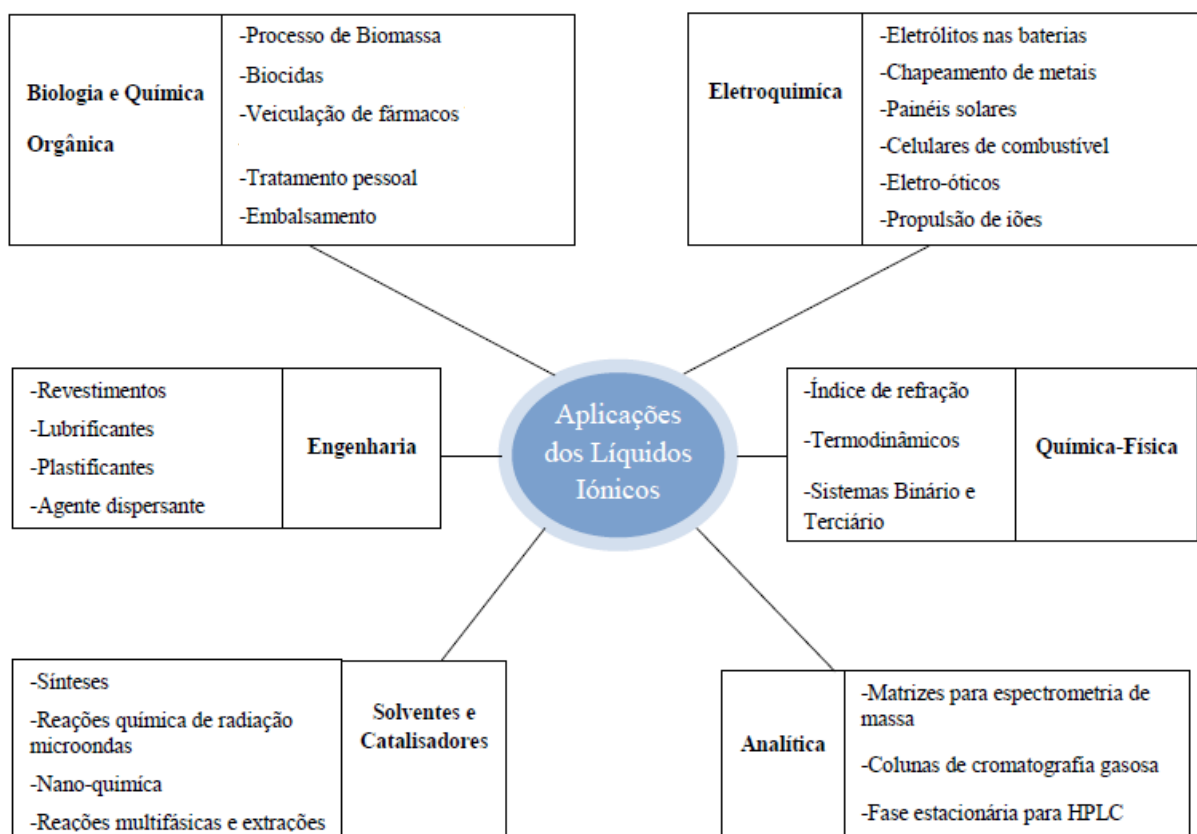 Biologia e Química
Orgânica
-Processo de Biomassa
-Biocidas
-Veiculação de fármacos
-Tratamento pessoal
-Embalsamento
Eletroquimíca
-Eletrólitos nas baterias
-Chapeamento de metais
-Painéis solares
-Celulares de combustível
-Eletro-óticos
-Propulsão de iões
-Revestimentos
-Lubrificantes
-Plastificantes
-Agente dispersante
Engenharia
Aplicações
dos Líquidos
Iónicos
-Índice de refração
-Termodinâmicos
-Sistemas Binário e
Terciário
Química-Física
-Sínteses
-Reações química de radiação
microondas
-Nano-quimíca
-Reações multifásicas e extrações
Solventes e
Catalisadores
Analítica
-Matrizes para espectrometria de
massa
-Colunas de cromatografia gasosa
-Fase estacionária para HPLC